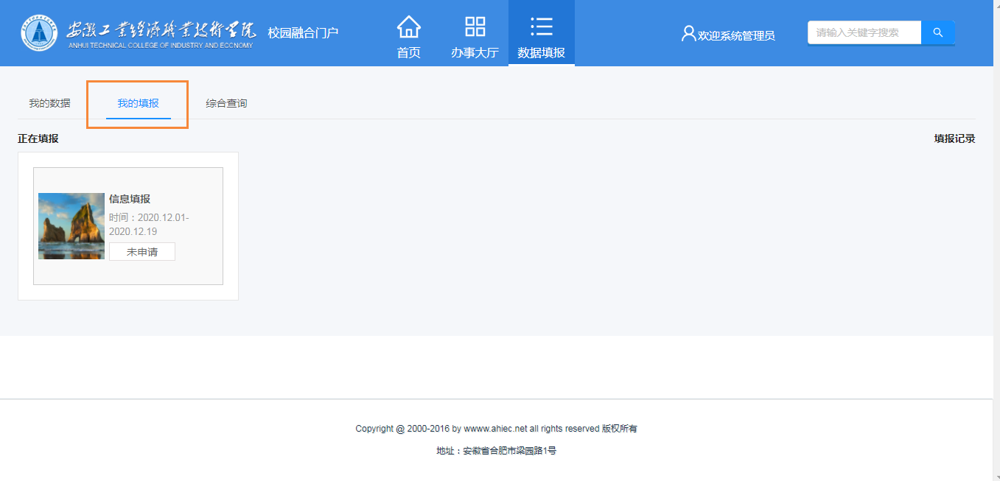 安徽工业经济职业技术学院
ANHUI TECHNICAL COLLEGE OF INDUSTRY AND ECCNOMY
校园融合门户
首页
办事大厅
数据填报
欢迎系统管理员
请输入关键字搜索
我的数据
我的填报
综合查询
正在填报
填报记录
信息填报
时间：2020.12.01-
2020.12.19
未申请
Copyright @ 2000-2016 by wwww.ahiec.net all rights reserved 版权所有
地址：安徽省合肥市梁园路1号